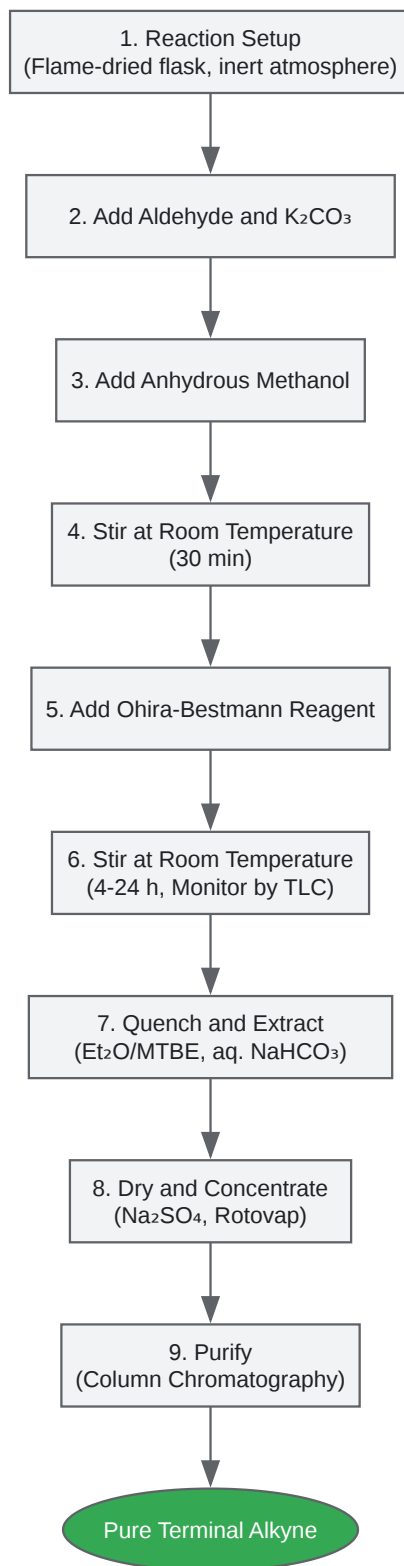 1. Reaction Setup
(Flame-dried flask, inert atmosphere)
2. Add Aldehyde and K₂CO₃
3. Add Anhydrous Methanol
4. Stir at Room Temperature
(30 min)
5. Add Ohira-Bestmann Reagent
6. Stir at Room Temperature
(4-24 h, Monitor by TLC)
7. Quench and Extract
(Et₂O/MTBE, aq. NaHCO₃)
8. Dry and Concentrate
(Na₂SO₄, Rotovap)
9. Purify
(Column Chromatography)
Pure Terminal Alkyne